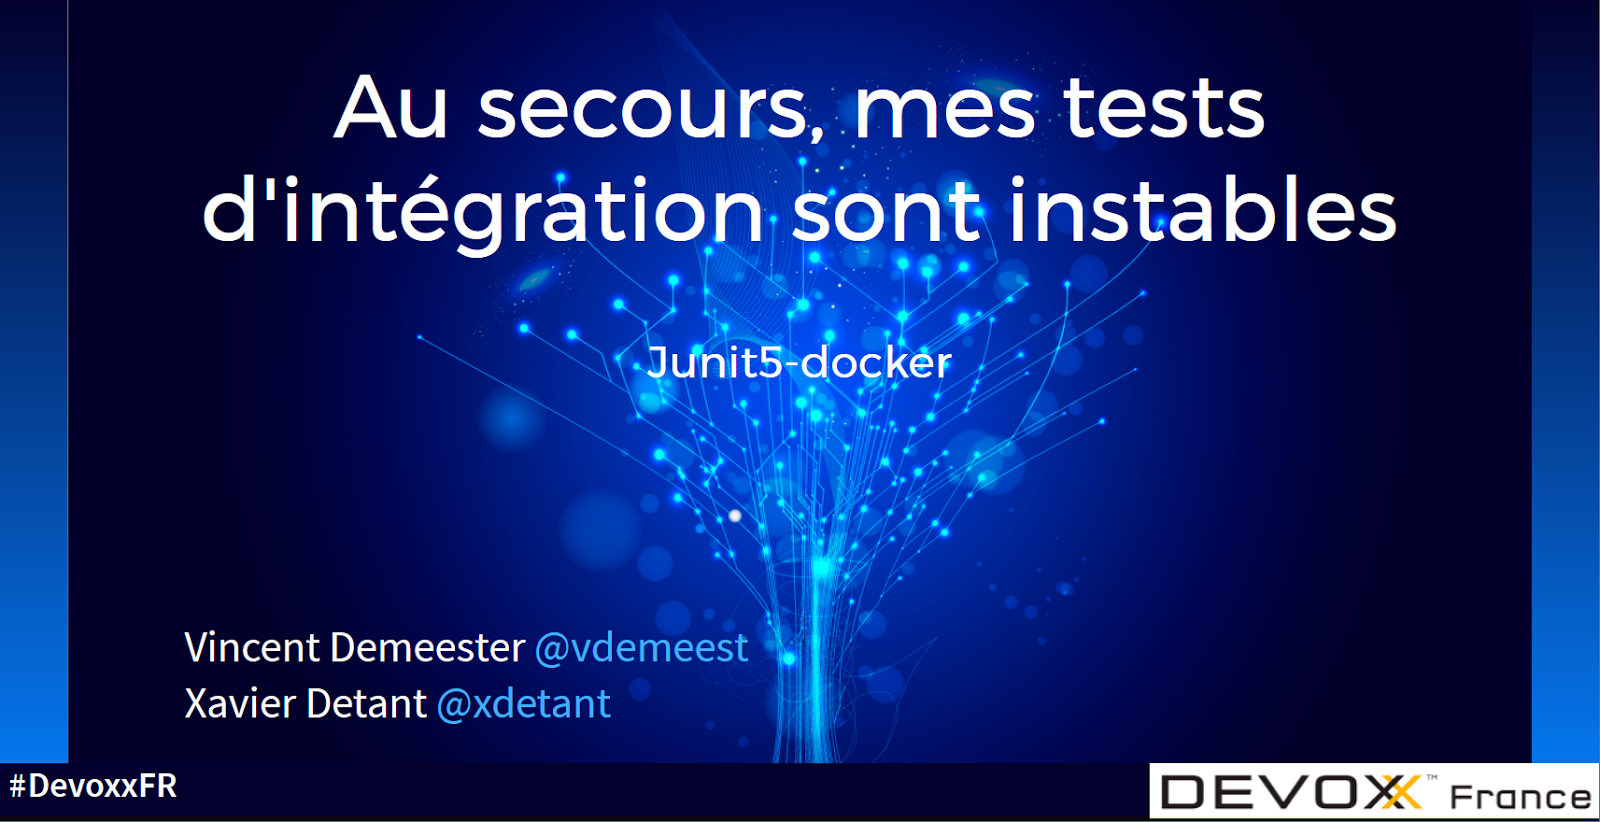 Au secours, mes tests
d'intégration sont instables
Junit5-docker
Vincent Demeester @vdemeest
Xavier Detant @xdetant
#DevoxxFR
DEVOXX™ France